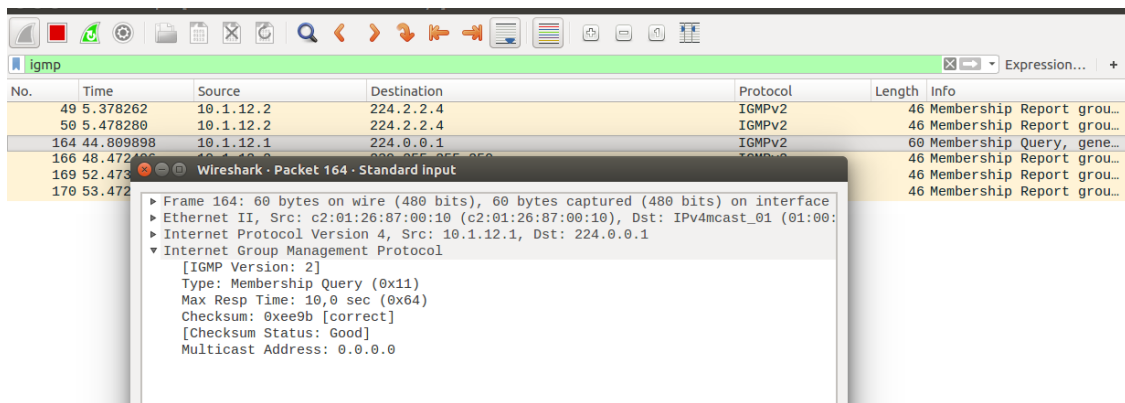 igmp
Expression... +
No. Time Source Destination Protocol Length Info
49 5.378262 10.1.12.2 224.2.2.4 IGMPv2 46 Membership Report grou…
50 5.478280 10.1.12.2 224.2.2.4 IGMPv2 46 Membership Report grou…
164 44.809898 10.1.12.1 224.0.0.1 IGMPv2 60 Membership Query, gene…
166 48.472 46 Membership Report grou…
169 52.473 46 Membership Report grou…
170 53.472 46 Membership Report grou…
Wireshark · Packet 164 · Standard input
Frame 164: 60 bytes on wire (480 bits), 60 bytes captured (480 bits) on interface
Ethernet II, Src: c2:01:26:87:00:10 (c2:01:26:87:00:10), Dst: IPv4mcast_01 (01:00:
Internet Protocol Version 4, Src: 10.1.12.1, Dst: 224.0.0.1
Internet Group Management Protocol
[IGMP Version: 2]
Type: Membership Query (0x11)
Max Resp Time: 10,0 sec (0x64)
Checksum: 0xee9b [correct]
[Checksum Status: Good]
Multicast Address: 0.0.0.0